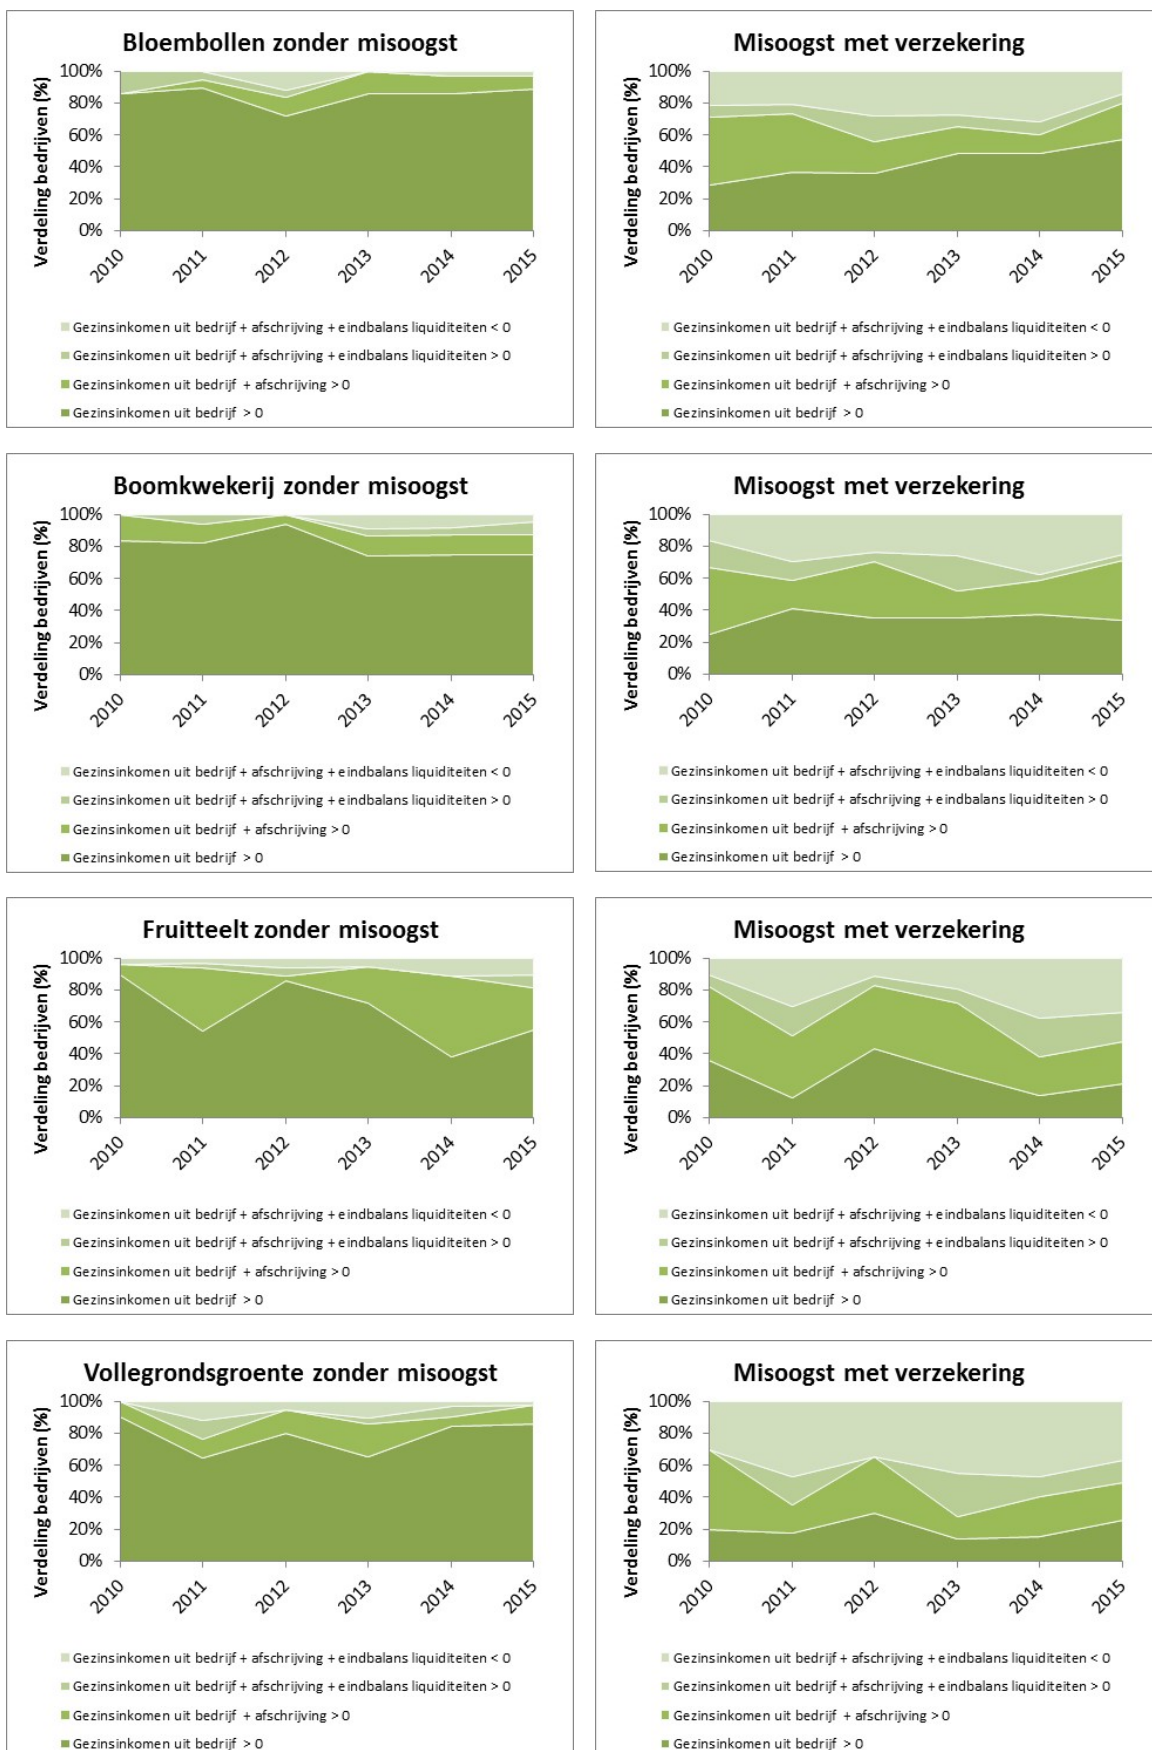 Bloembollen zonder misoogst
Verdeling bedrijven (%)
100%
80%
60%
40%
20%
0%
2010
2011
2012
2013
2014
2015
Gezinsinkomen uit bedrijf + afschrijving + eindbalans liquiditeiten < 0
Gezinsinkomen uit bedrijf + afschrijving + eindbalans liquiditeiten > 0
Gezinsinkomen uit bedrijf + afschrijving > 0
Gezinsinkomen uit bedrijf > 0
Misoogst met verzekering
Verdeling bedrijven (%)
100%
80%
60%
40%
20%
0%
2010
2011
2012
2013
2014
2015
Gezinsinkomen uit bedrijf + afschrijving + eindbalans liquiditeiten < 0
Gezinsinkomen uit bedrijf + afschrijving + eindbalans liquiditeiten > 0
Gezinsinkomen uit bedrijf + afschrijving > 0
Gezinsinkomen uit bedrijf > 0
Boomkwekerij zonder misoogst
Verdeling bedrijven (%)
100%
80%
60%
40%
20%
0%
2010
2011
2012
2013
2014
2015
Gezinsinkomen uit bedrijf + afschrijving + eindbalans liquiditeiten < 0
Gezinsinkomen uit bedrijf + afschrijving + eindbalans liquiditeiten > 0
Gezinsinkomen uit bedrijf + afschrijving > 0
Gezinsinkomen uit bedrijf > 0
Misoogst met verzekering
Verdeling bedrijven (%)
100%
80%
60%
40%
20%
0%
2010
2011
2012
2013
2014
2015
Gezinsinkomen uit bedrijf + afschrijving + eindbalans liquiditeiten < 0
Gezinsinkomen uit bedrijf + afschrijving + eindbalans liquiditeiten > 0
Gezinsinkomen uit bedrijf + afschrijving > 0
Gezinsinkomen uit bedrijf > 0
Fruitteelt zonder misoogst
Verdeling bedrijven (%)
100%
80%
60%
40%
20%
0%
2010
2011
2012
2013
2014
2015
Gezinsinkomen uit bedrijf + afschrijving + eindbalans liquiditeiten < 0
Gezinsinkomen uit bedrijf + afschrijving + eindbalans liquiditeiten > 0
Gezinsinkomen uit bedrijf + afschrijving > 0
Gezinsinkomen uit bedrijf > 0
Misoogst met verzekering
Verdeling bedrijven (%)
100%
80%
60%
40%
20%
0%
2010
2011
2012
2013
2014
2015
Gezinsinkomen uit bedrijf + afschrijving + eindbalans liquiditeiten < 0
Gezinsinkomen uit bedrijf + afschrijving + eindbalans liquiditeiten > 0
Gezinsinkomen uit bedrijf + afschrijving > 0
Gezinsinkomen uit bedrijf > 0
Vollegrondsgroente zonder misoogst
Verdeling bedrijven (%)
100%
80%
60%
40%
20%
0%
2010
2011
2012
2013
2014
2015
Gezinsinkomen uit bedrijf + afschrijving + eindbalans liquiditeiten < 0
Gezinsinkomen uit bedrijf + afschrijving + eindbalans liquiditeiten > 0
Gezinsinkomen uit bedrijf + afschrijving > 0
Gezinsinkomen uit bedrijf > 0
Misoogst met verzekering
Verdeling bedrijven (%)
100%
80%
60%
40%
20%
0%
2010
2011
2012
2013
2014
2015
Gezinsinkomen uit bedrijf + afschrijving + eindbalans liquiditeiten < 0
Gezinsinkomen uit bedrijf + afschrijving + eindbalans liquiditeiten > 0
Gezinsinkomen uit bedrijf + afschrijving > 0
Gezinsinkomen uit bedrijf > 0